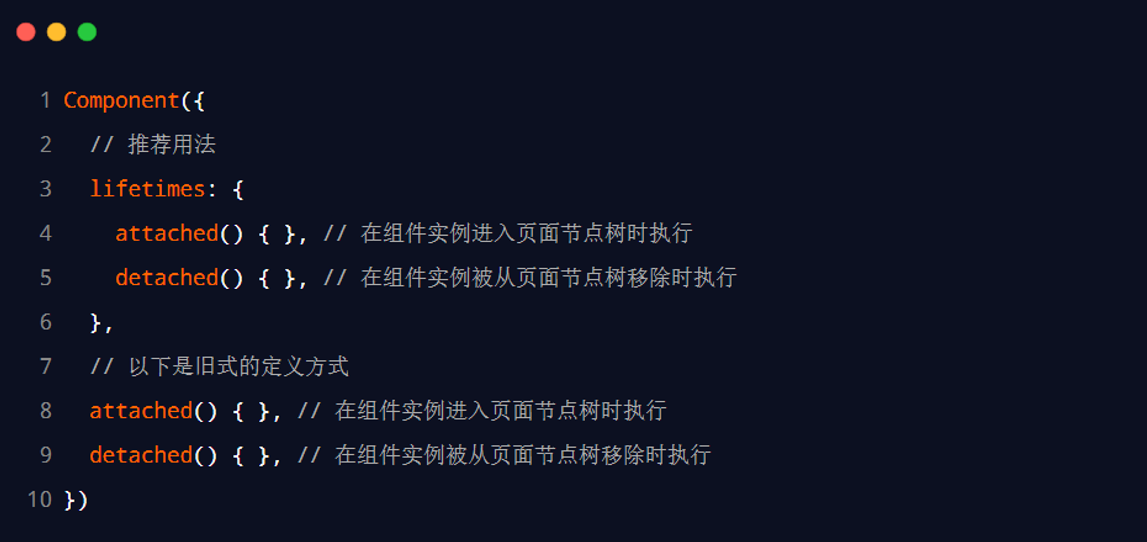 1 Component({
2 // 推荐用法
3 lifetimes: {
4 attached() { }, // 在组件实例进入页面节点树时执行
5 detached() { }, // 在组件实例被从页面节点树移除时执行
6 },
7 // 以下是旧式的定义方式
8 attached() { }, // 在组件实例进入页面节点树时执行
9 detached() { }, // 在组件实例被从页面节点树移除时执行
10 })